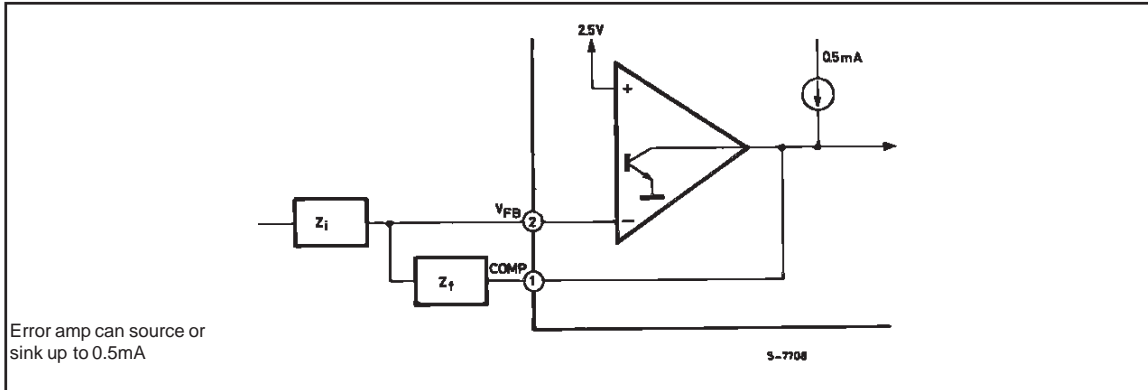 2.5V
0.5mA
+
Zi
VFB
2
−
Zf
COMP
1
Error amp can source or
sink up to 0.5mA
S-7708